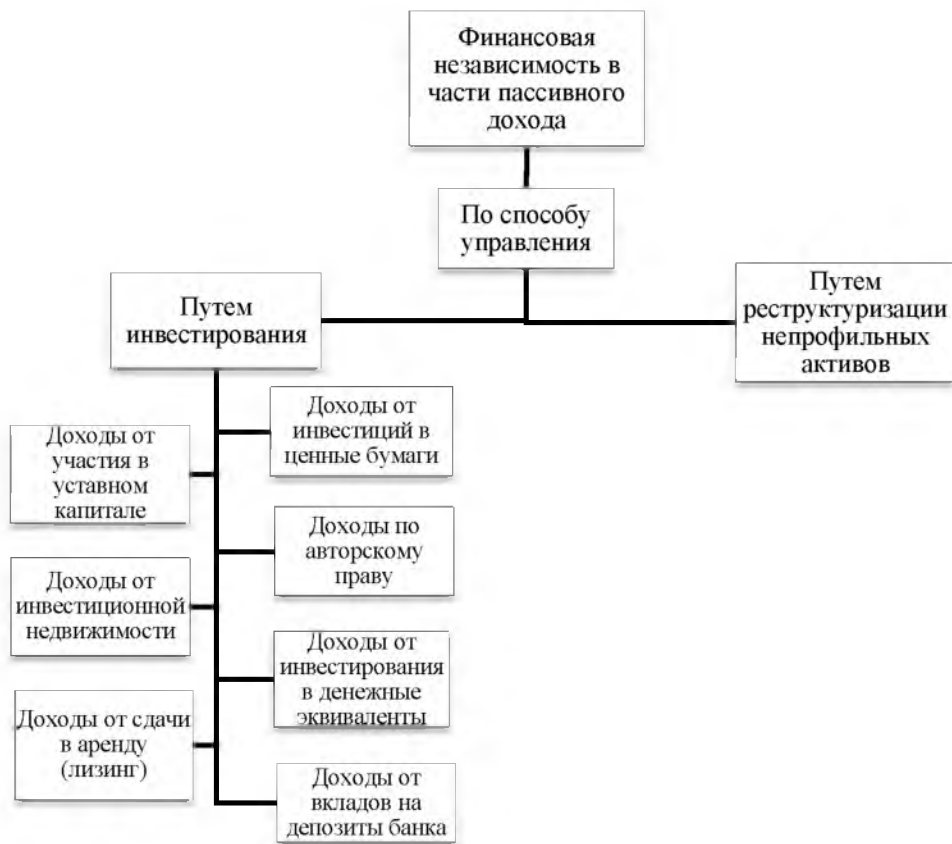 Финансовая
независимость в
части пассивного
дохода
По способу
управления
Путем
инвестирования
Путем
реструктуризации
непрофильных
активов
Доходы от
инвестиций в
ценные бумаги
Доходы от
участия в
уставном
капитале
Доходы по
авторскому
праву
Доходы от
инвестиционной
недвижимости
Доходы от
инвестирования
в денежные
эквиваленты
Доходы от сдачи
в аренду
(лизинг)
Доходы от
вкладов на
депозиты банка